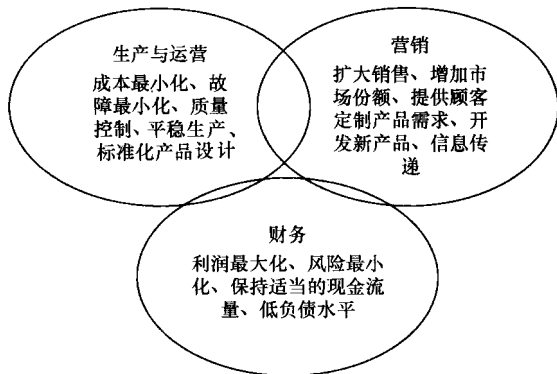 生产与运营
成本最小化、故
障最小化、质量
控制、平稳生产、
标准化产品设计
营销
扩大销售、增加市
场份额、提供顾客
定制产品需求、开
发新产品、信息传
递
财务
利润最大化、风险最小
化、保持适当的现金流
量、低负债水平